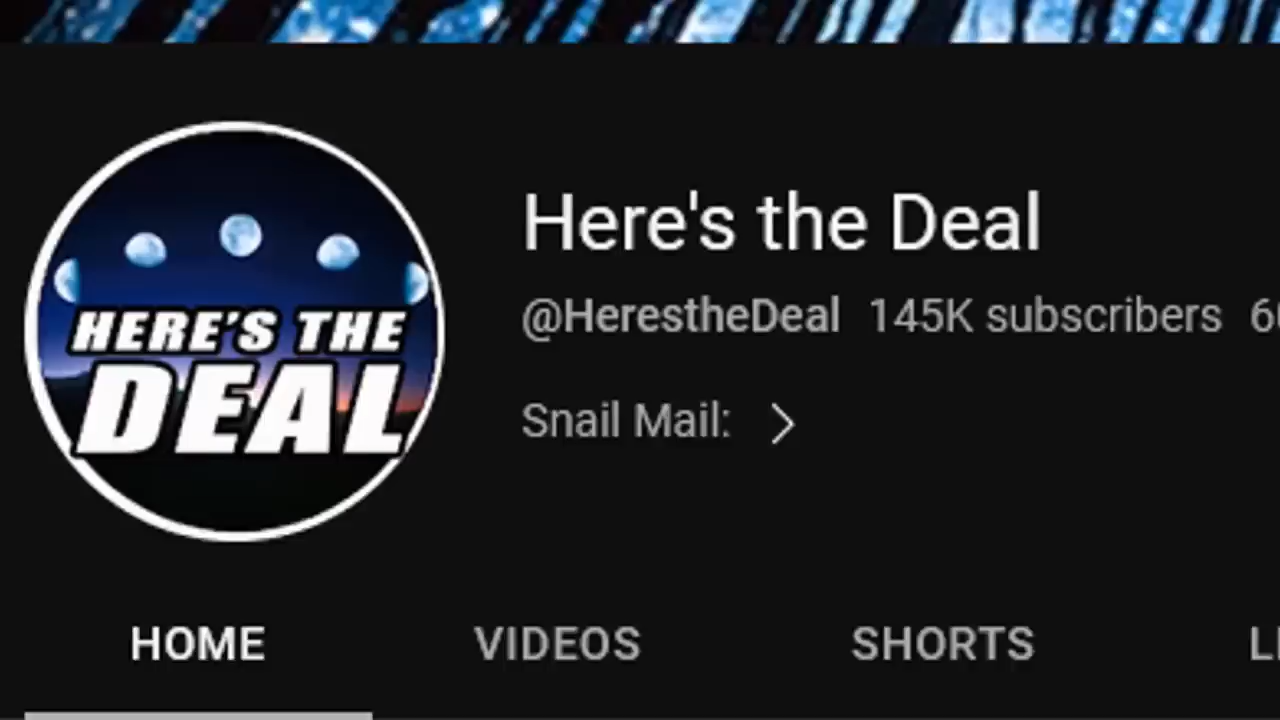 HERE'S THE
DEAL
Here's the Deal
@HerestheDeal 145K subscribers
Snail Mail:
HOME VIDEOS SHORTS